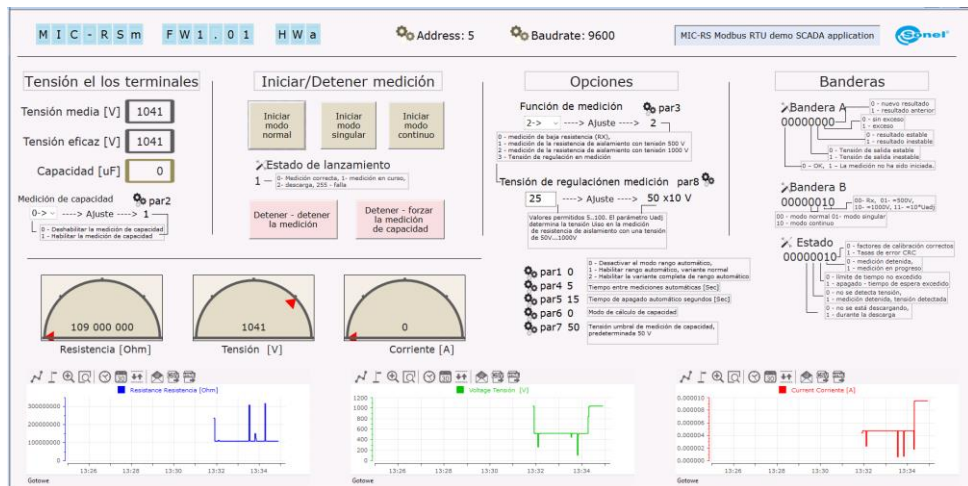 MIC-RSm FW1.01 HWa
Address: 5
Baudrate: 9600
MIC-RS Modbus RTU demo SCADA application
Sonel
Tensión el los terminales
Tensión media [V] 1041
Tensión eficaz [V] 1041
Capacidad [uF] 0
Medición de capacidad
par2
0-> ----> Ajuste ----> 1
0 - Deshabilitar la medición de capacidad
1 - Habilitar la medición de capacidad
Iniciar/Detener medición
Iniciar
modo
normal
Iniciar
modo
singular
Iniciar
modo
continuo
Estado de lanzamiento
1
0- Medición correcta, 1- medición en curso,
2- descarga, 255 - falla
Detener - detener
la medición
Detener - forzar
la medición
de capacidad
Opciones
Función de medición
par3
2-> ----> Ajuste ----> 2
0 - medición de baja resistencia (RX),
1 - medición de la resistencia de aislamiento con tensión 500 V
2 - medición de la resistencia de aislamiento con tensión 1000 V
3 - Tensión de regulación en medición
Tensión de regulaciónen medición par8
25 ----> Ajuste ----> 50 x10 V
Valores permitidos 5..100. El parámetro Uadj
determine la tensión Uiso en la medición
de resistencia de aislamiento con una tensión
de 50V...1000V
par1 0
0 - Desactivar el modo rango automático,
1 - Habilitar rango automático, variante normal
2 - Habilitar la variante complete de rango automático
par4 5
Tiempo entre mediciones automáticas [Sec]
par5 15
Tiempo de apagado automático segundos [Sec]
par6 0
Modo de cálculo de capacidad
par7 50
Tensión umbral de medición de capacidad,
predeterminada 50 V
Banderas
Bandera A
00000000
0 - nuevo resultado
1 - resultado anterior
0 - sin exceso
1 - exceso
0 - resultado estable
1 - resultado inestable
0 - Tensión de salida estable
1 - Tensión de salida inestable
0 - OK, 1 - La medición no ha sido iniciada.
Bandera B
00000010
00- Rx, 01- =500V,
10- =1000V, 11- =10*Uadj
00 - modo normal 01- modo singular
10 - modo continuo
Estado
00000010
0 - factores de calibración correctos
1 - Tasas de error CRC
0 - medición detenida,
1 - medición en progreso
0 - límite de tiempo no excedido
1 - apagado - tiempo de espera excedido
0 - no se detecta tensión,
1 - medición detenida, tensión detectada
0 - no se está descargando,
1 - durante la descarga
109 000 000
Resistencia [Ohm]
1041
Tensión [V]
0
Corriente [A]
Resistance Resistencia [Ohm]
300000000
200000000
100000000
0
13:26 13:28 13:30 13:32 13:34
Gotowe
Voltage Tensión [V]
1200
1000
800
600
400
200
0
13:26 13:28 13:30 13:32 13:34
Gotowe
Current Corriente [A]
0.000010
0.000008
0.000006
0.000004
0.000002
0.000000
13:26 13:28 13:30 13:32 13:34
Gotowe